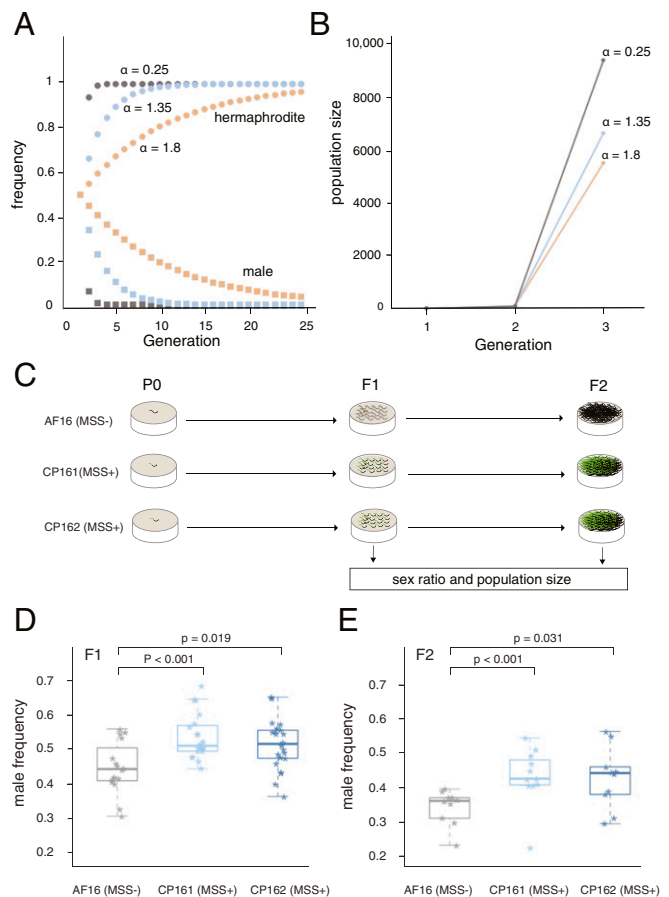 A
α = 0.25
1
α = 1.35
hermaphrodite
0.8
α = 1.8
frequency
0.6
0.4
0.2
male
0
0 5 10 15 20 25
Generation
B
10,000
α = 0.25
8000
α = 1.35
6000
α = 1.8
population size
4000
2000
0
1 2 3
Generation
C
P0 F1 F2
AF16 (MSS-)
CP161(MSS+)
CP162 (MSS+)
sex ratio and population size
D
p = 0.019
F1
P < 0.001
0.7
0.6
0.5
male frequency
0.4
0.3
0.2
AF16 (MSS-) CP161 (MSS+) CP162 (MSS+)
E
p = 0.031
F2
p < 0.001
0.7
0.6
0.5
male frequency
0.4
0.3
0.2
AF16 (MSS-) CP161 (MSS+) CP162 (MSS+)